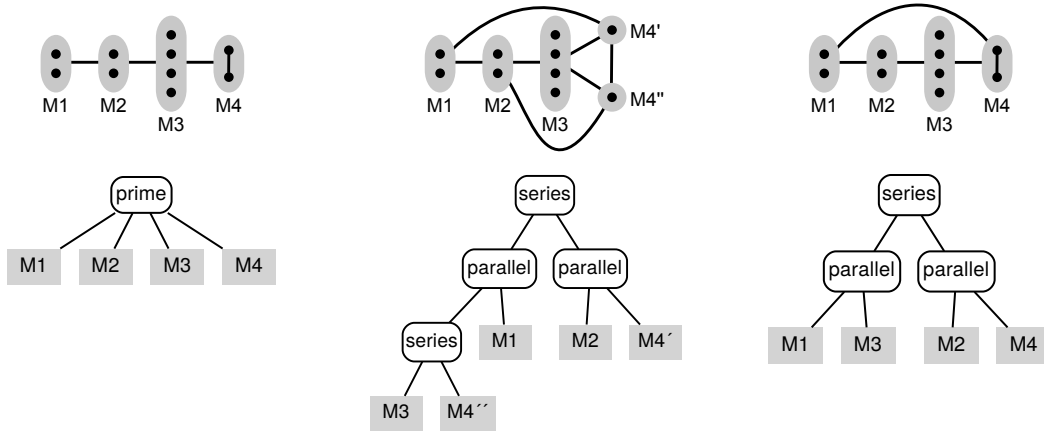 M1 M2 M3 M4
M1 M2 M3 M4' M4"
M1 M2 M3 M4
prime
M1 M2 M3 M4
series
parallel parallel
series M1 M2 M4´
M3 M4´´
series
parallel parallel
M1 M3 M2 M4